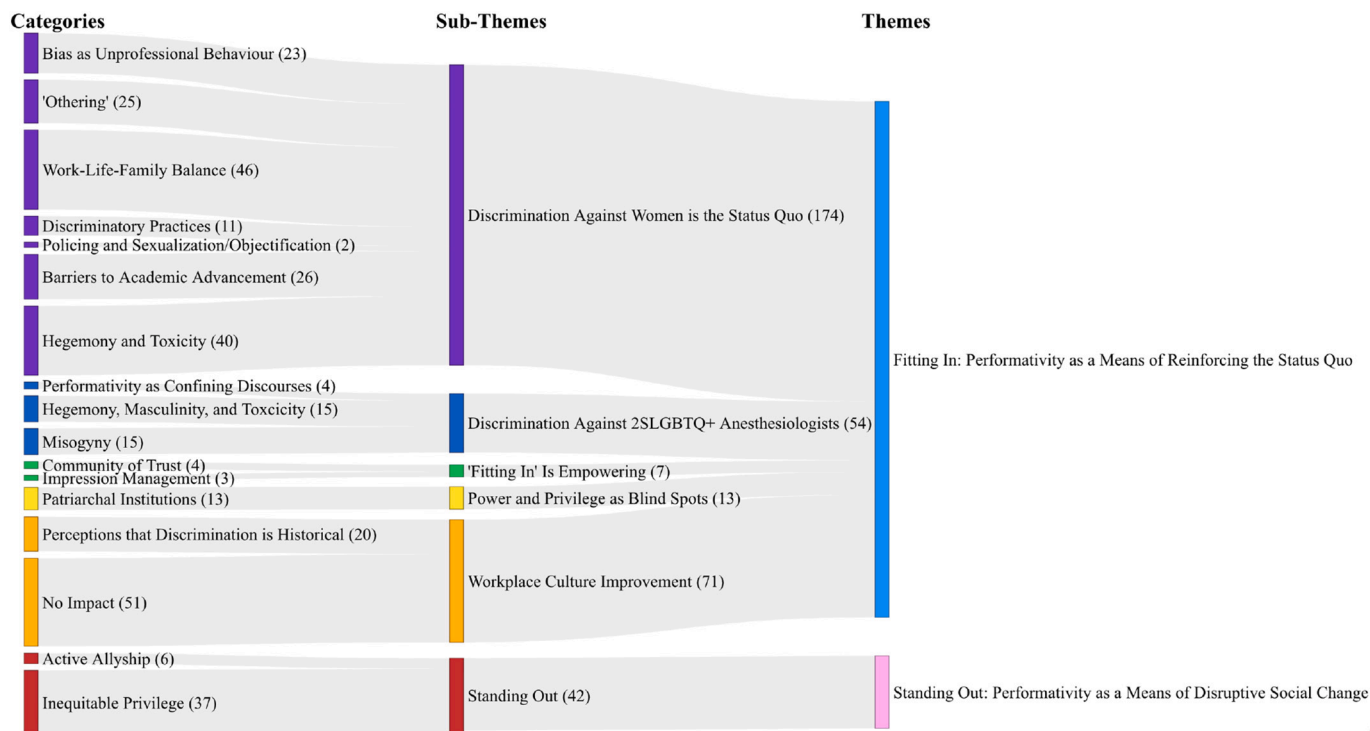 Categories
Sub-Themes
Themes
Bias as Unprofessional Behaviour (23)
'Othering' (25)
Work-Life-Family Balance (46)
Discriminatory Practices (11)
Policing and Sexualization/Objectification (2)
Barriers to Academic Advancement (26)
Hegemony and Toxicity (40)
Performativity as Confining Discourses (4)
Hegemony, Masculinity, and Toxcicity (15)
Misogyny (15)
Community of Trust (4)
Impression Management (3)
Patriarchal Institutions (13)
Perceptions that Discrimination is Historical (20)
No Impact (51)
Active Allyship (6)
Inequitable Privilege (37)
Discrimination Against Women is the Status Quo (174)
Discrimination Against 2SLGBTQ+ Anesthesiologists (54)
'Fitting In' Is Empowering (7)
Power and Privilege as Blind Spots (13)
Workplace Culture Improvement (71)
Standing Out (42)
Fitting In: Performativity as a Means of Reinforcing the Status Quo
Standing Out: Performativity as a Means of Disruptive Social Change